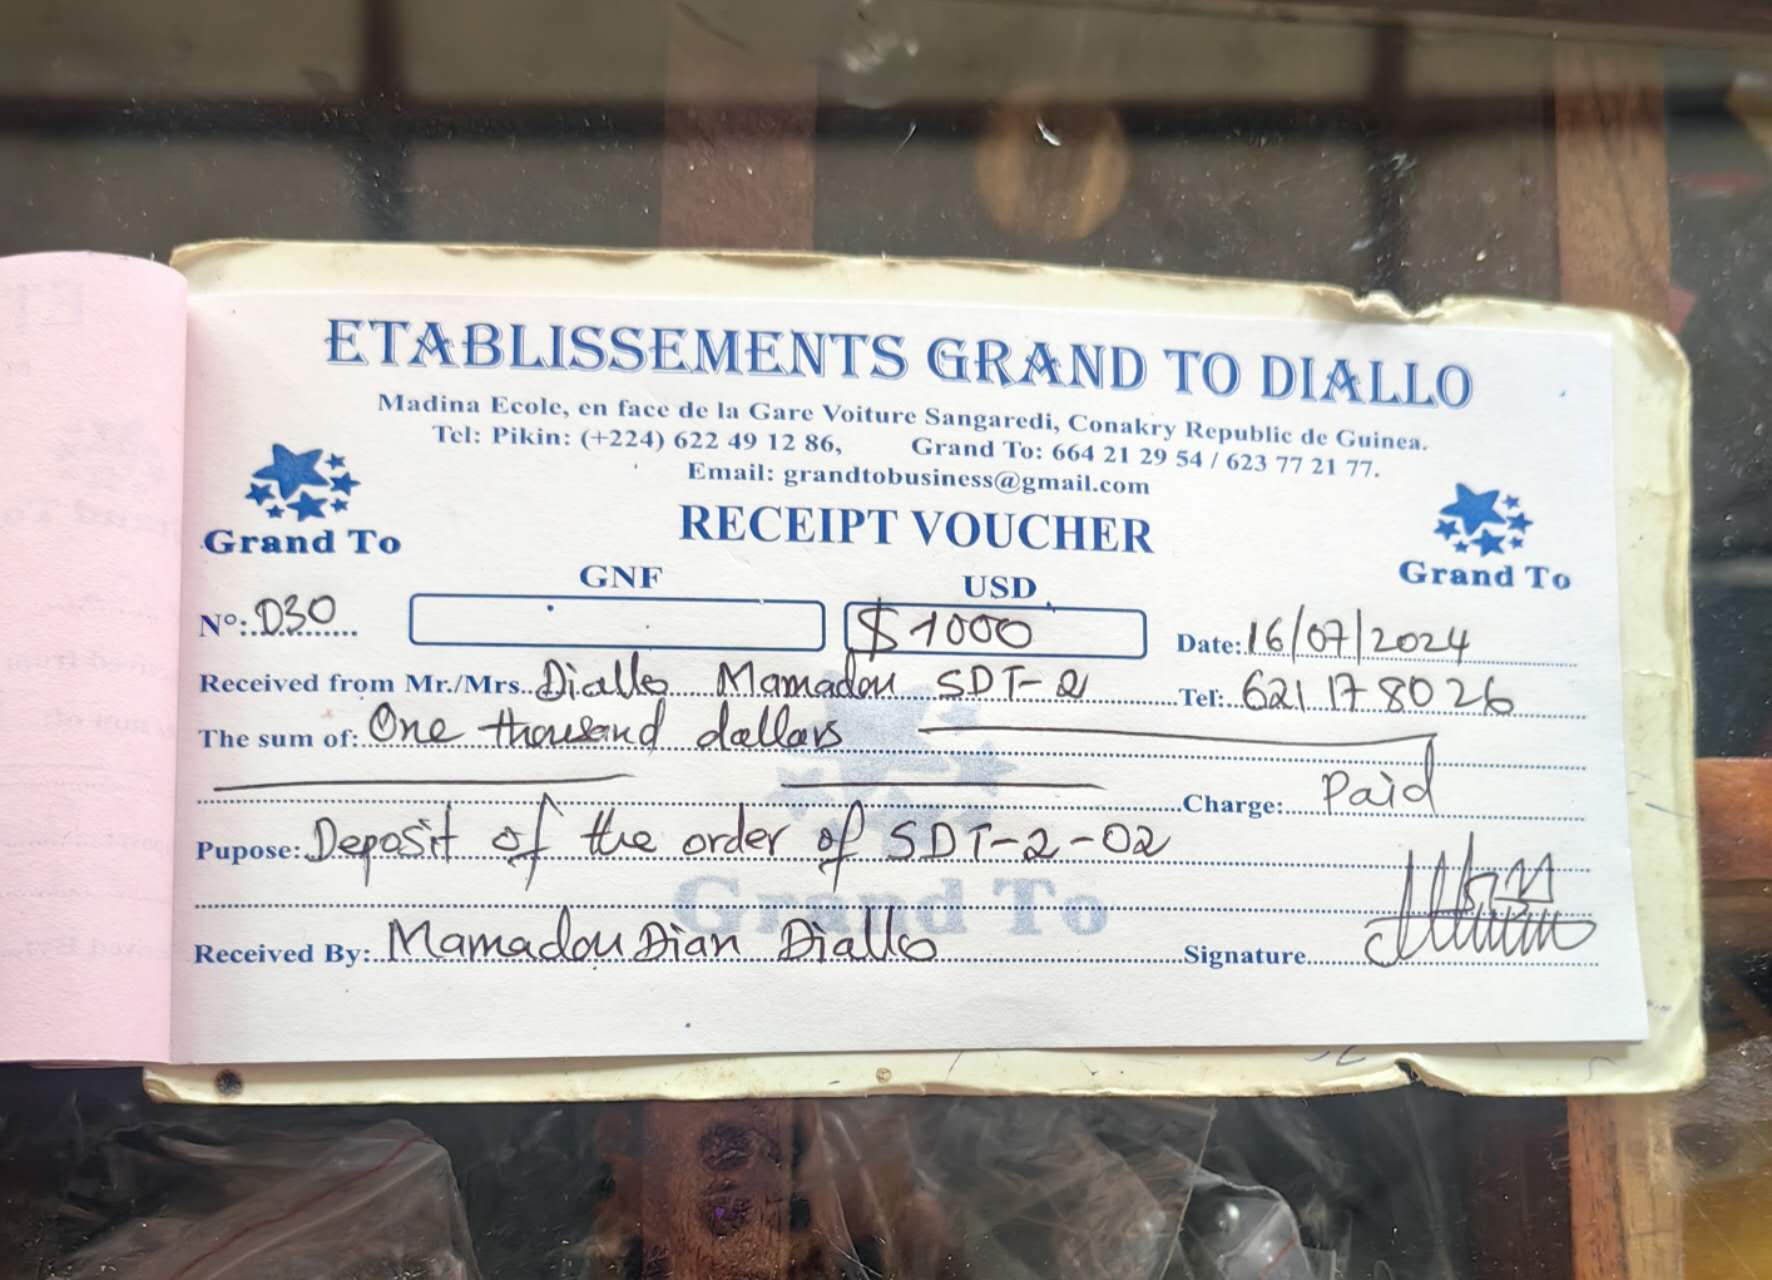 ETABLISSEMENTS GRAND TO DIALLO
Madina Ecole, en face de la Gare Voiture Sangaredi, Conakry Republic de Guinea.
Tel: Pikin: (+224) 622 49 12 86, Grand To: 664 21 29 54 / 623 77 21 77.
Email: grandtobusiness@gmail.com
Grand To
RECEIPT VOUCHER
Grand To
GNF USD
N°: 030 $ 1000 Date: 16/07/2024
Received from Mr./Mrs. Diallo Mamadou SDT-2 Tel: 621 17 80 26
The sum of: One thousand dollars
Charge: Paid
Pupose: Deposit of the order of SDT-2-02
Grand To
Received By: Mamadou Dian Diallo Signature